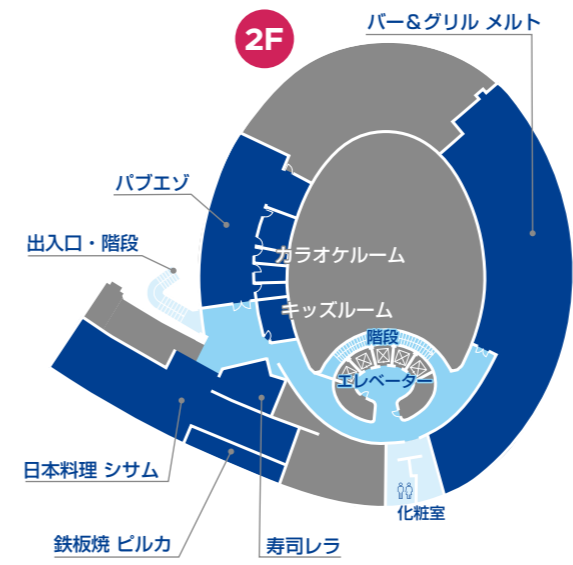 2F
バー＆グリル メルト
パブエゾ
出入口・階段
カラオケルーム
キッズルーム
階段
エレベーター
日本料理 シサム
化粧室
鉄板焼 ピルカ
寿司レラ